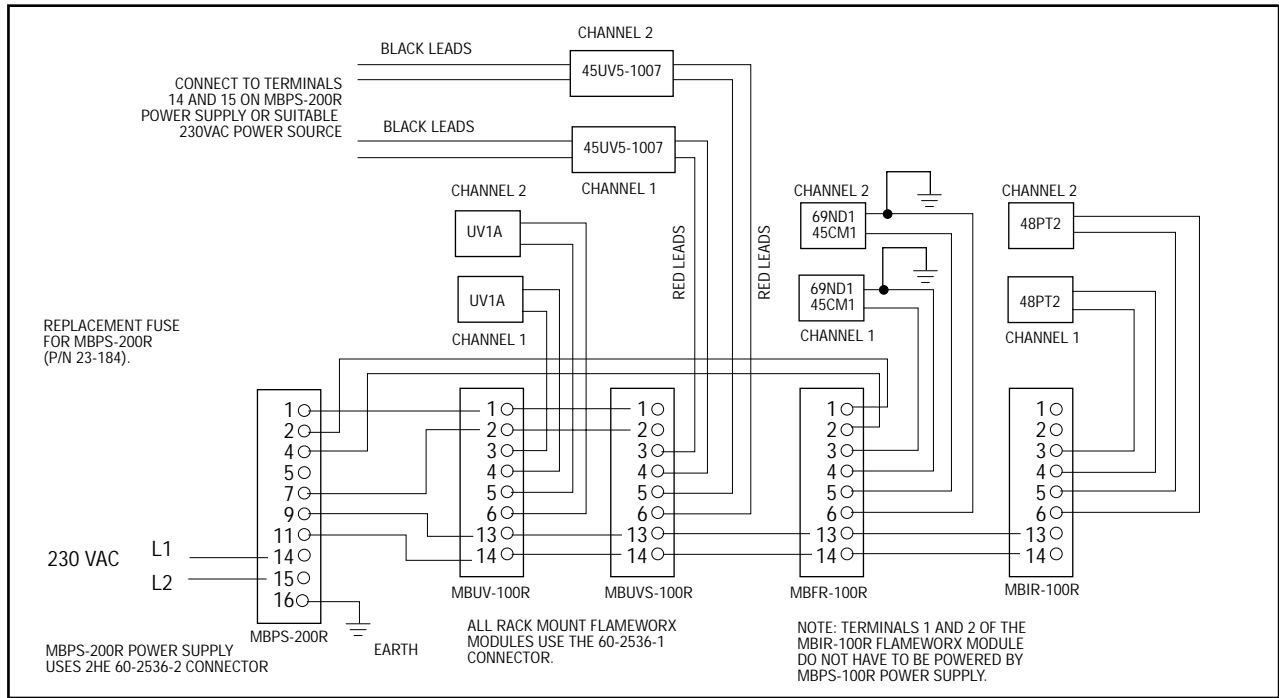 CHANNEL 2
BLACK LEADS
45UV5-1007
CONNECT TO TERMINALS
14 AND 15 ON MBPS-200R
POWER SUPPLY OR SUITABLE
230VAC POWER SOURCE
BLACK LEADS
45UV5-1007
CHANNEL 1
CHANNEL 2
UV1A
UV1A
CHANNEL 1
RED LEADS
RED LEADS
CHANNEL 2
69ND1
45CM1
69ND1
45CM1
CHANNEL 1
CHANNEL 2
48PT2
48PT2
CHANNEL 1
REPLACEMENT FUSE
FOR MBPS-200R
(P/N 23-184).
1
2
4
5
7
9
11
14
15
16
230 VAC
L1
L2
MBPS-200R
EARTH
MBPS-200R POWER SUPPLY
USES 2HE 60-2536-2 CONNECTOR
1
2
3
4
5
6
13
14
MBUV-100R
1
2
3
4
5
6
13
14
MBUVS-100R
ALL RACK MOUNT FLAMEWORX
MODULES USE THE 60-2536-1
CONNECTOR.
1
2
3
4
5
6
13
14
MBFR-100R
1
2
3
4
5
6
13
14
MBIR-100R
NOTE: TERMINALS 1 AND 2 OF THE
MBIR-100R FLAMEWORX MODULE
DO NOT HAVE TO BE POWERED BY
MBPS-100R POWER SUPPLY.